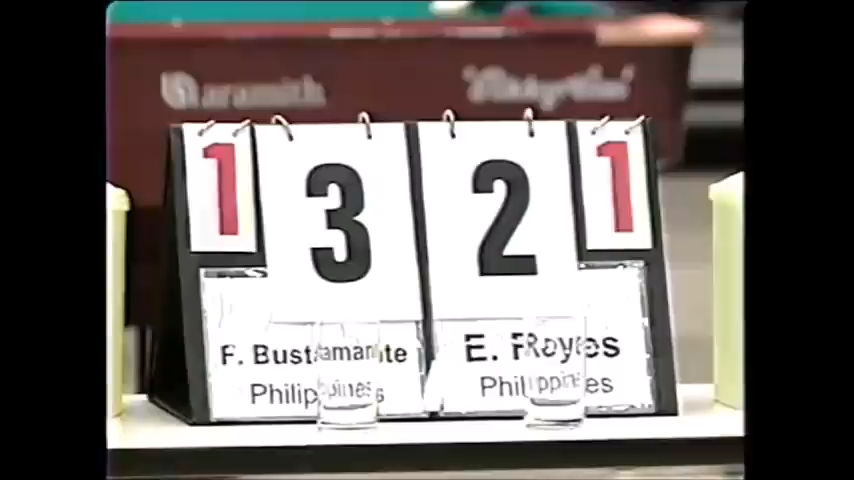 Aramith
1 3 2 1
F. Bustamante
Philippines
E. Reyes
Philippines